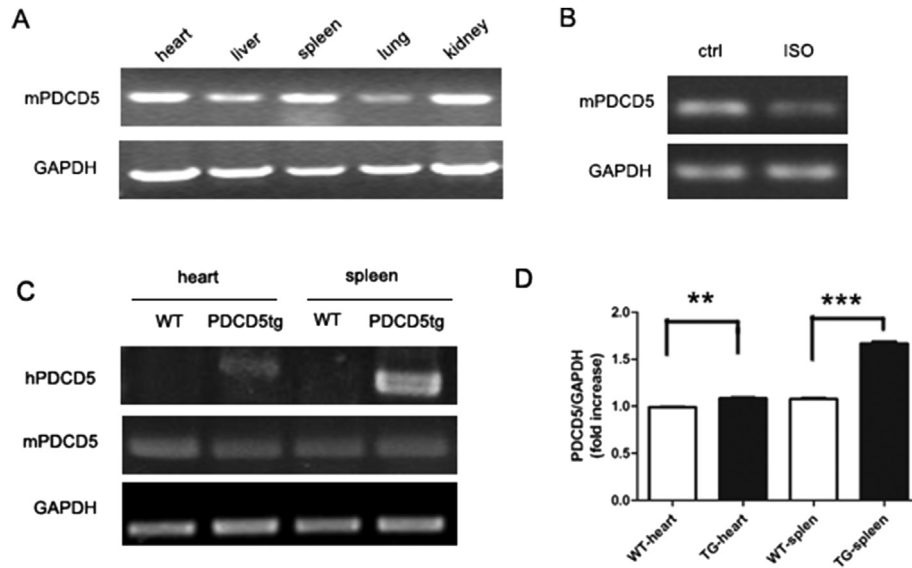 A
heart liver spleen lung kidney
mPDCD5
GAPDH
B
ctrl ISO
mPDCD5
GAPDH
C
heart spleen
WT PDCD5tg WT PDCD5tg
hPDCD5
mPDCD5
GAPDH
D
PDCD5/GAPDH
(fold increase)
2.0
1.5
1.0
0.5
0.0
** ***
WT-heart TG-heart WT-splen TG-spleen